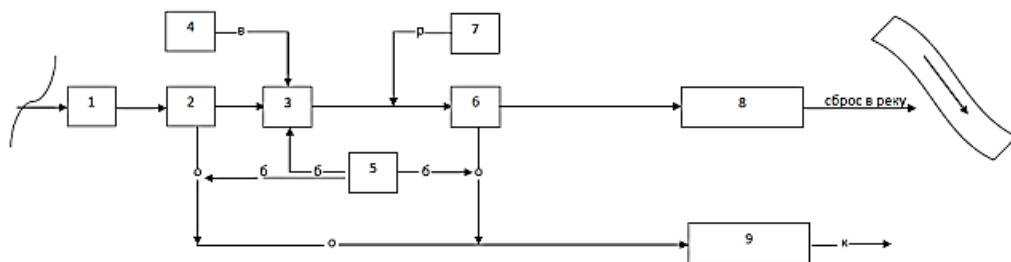 4 в 7 р
1 2 3 6 8 сброс в реку
о б б 5 б о
о 9 к